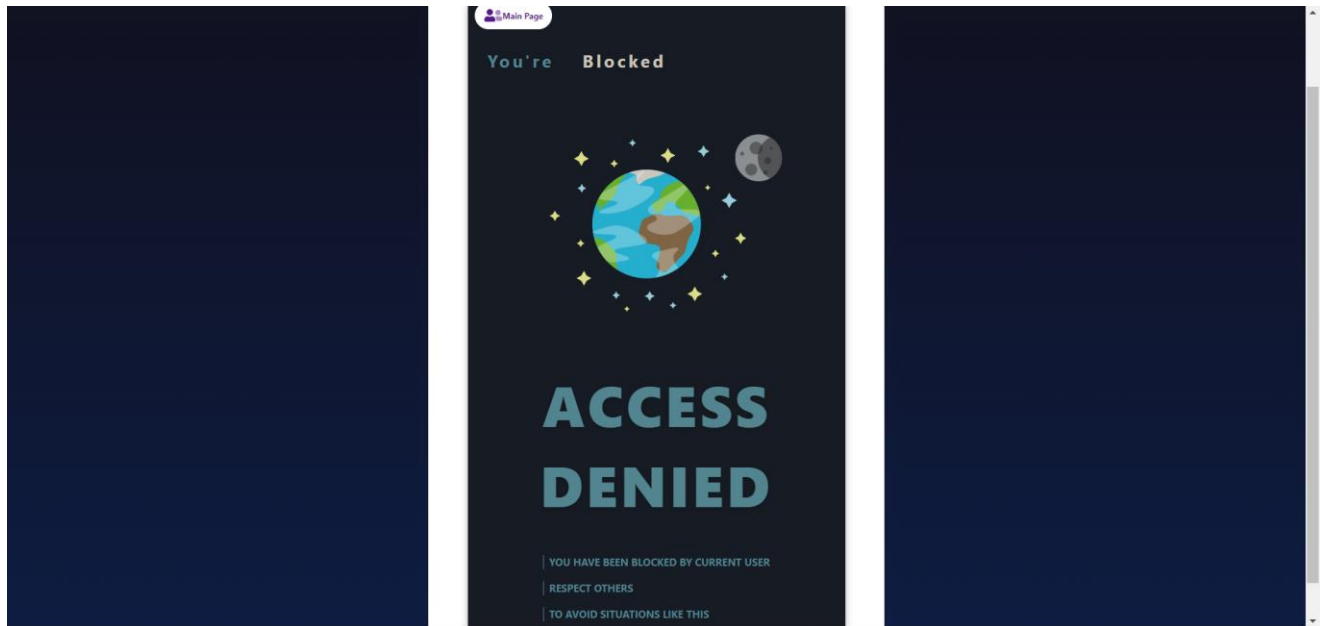 Main Page
You're Blocked
ACCESS
DENIED
YOU HAVE BEEN BLOCKED BY CURRENT USER
RESPECT OTHERS
TO AVOID SITUATIONS LIKE THIS